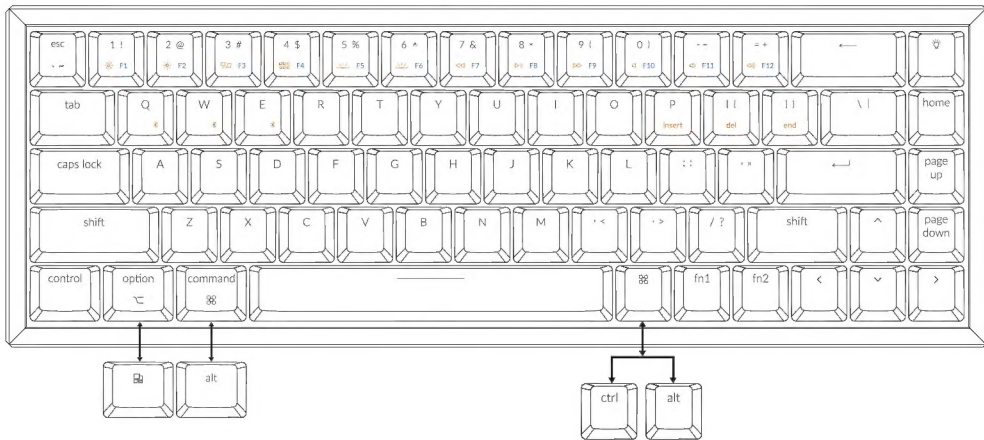 esc 1 ! 2 @ 3 # 4 $ 5 % 6 ^ 7 & 8 * 9 ( 0 ) - – = +
F1 F2 F3 F4 F5 F6 F7 F8 F9 F10 F11 F12
tab Q W E R T Y U I O P [ { ] } \ | home
insert del end
caps lock A S D F G H J K L ; : ' " page up
shift Z X C V B N M , < . > / ? shift ^ page down
control option command ⌘ fn1 fn2 < ⌄ >
⌥ ⌘
alt ctrl alt